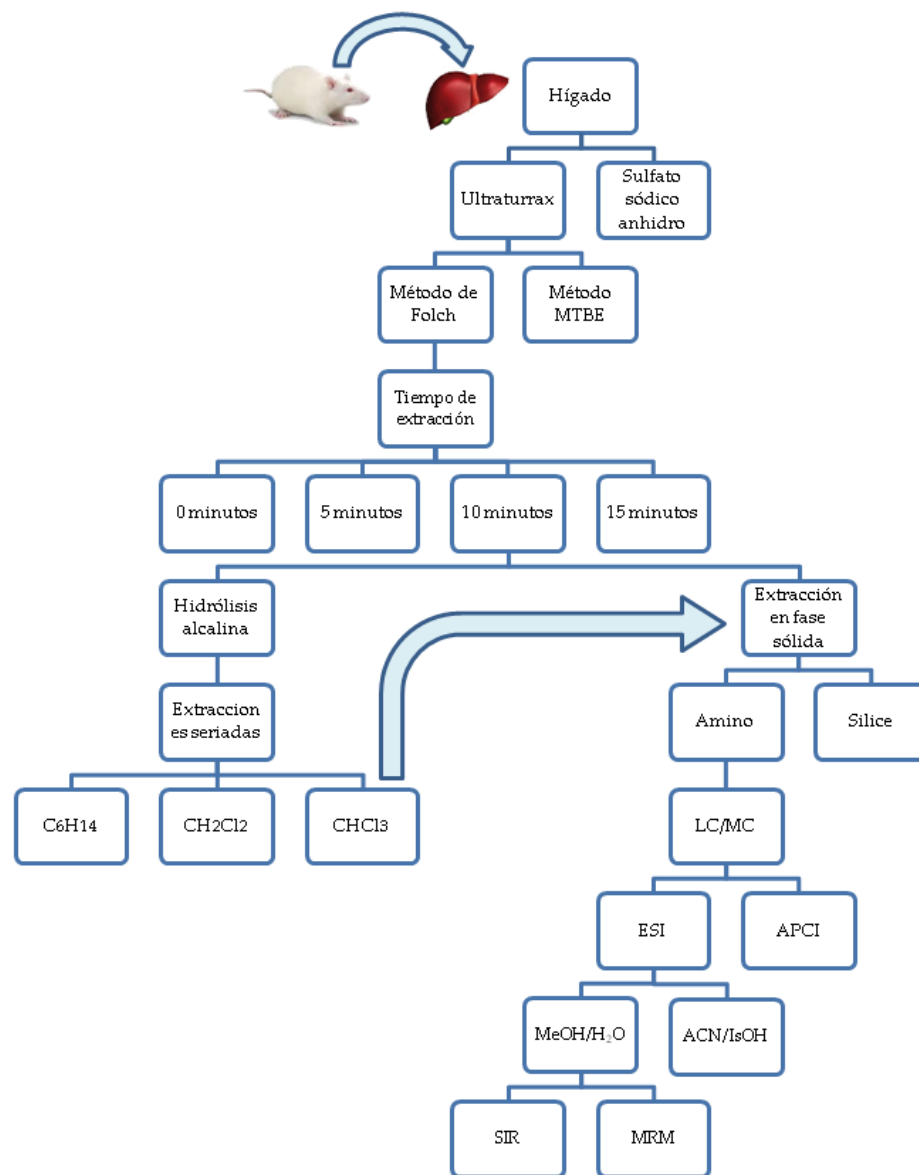 Hígado
Ultraturrax
Sulfato
sódico
anhidro
Método de
Folch
Método
MTBE
Tiempo de
extracción
0 minutos
5 minutos
10 minutos
15 minutos
Hidrólisis
alcalina
Extracción
en fase
sólida
Extraccion
es seriadas
Amino
Silice
C6H14
CH2Cl2
CHCl3
LC/MC
ESI
APCI
MeOH/H₂O
ACN/IsOH
SIR
MRM